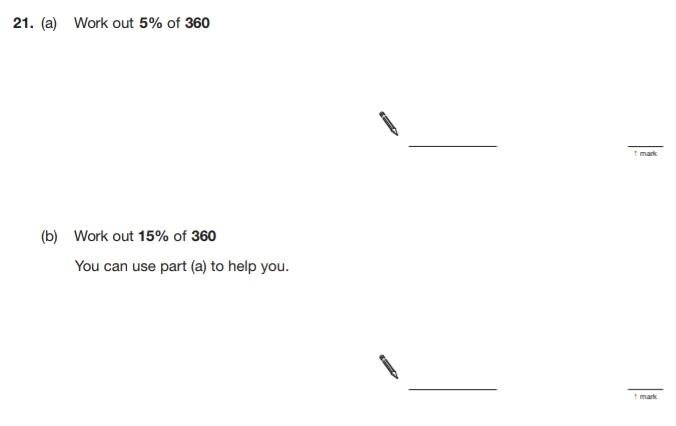 21. (a) Work out 5% of 360
1 mark
(b) Work out 15% of 360
You can use part (a) to help you.
1 mark